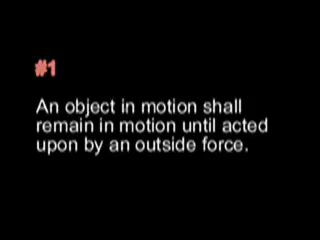 #1
An object in motion shall
remain in motion until acted
upon by an outside force.